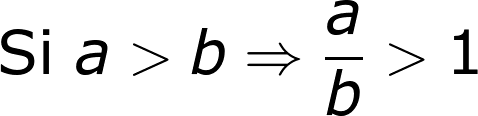 Si a > b ⇒ a/b > 1